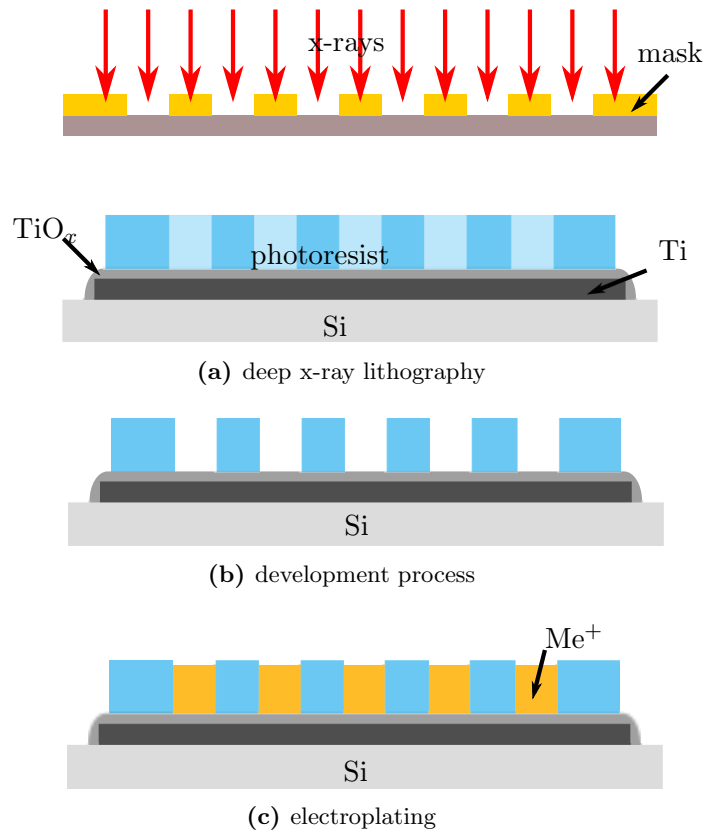 x-rays
mask
TiOₓ
photoresist
Ti
Si
(a) deep x-ray lithography
Si
(b) development process
Me⁺
Si
(c) electroplating